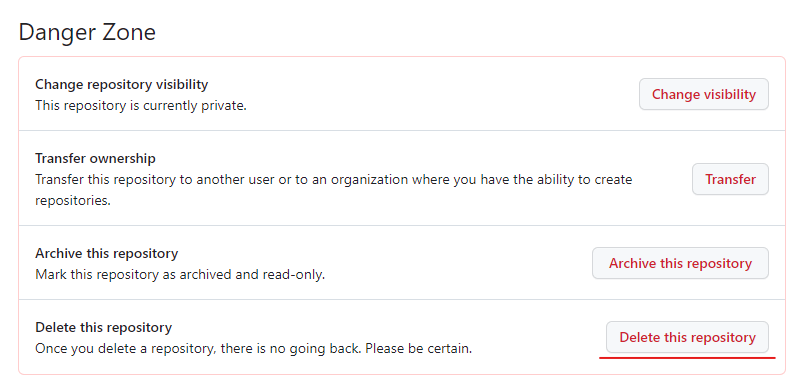 Danger Zone
Change repository visibility
This repository is currently private.
Change visibility
Transfer ownership
Transfer this repository to another user or to an organization where you have the ability to create
repositories.
Transfer
Archive this repository
Mark this repository as archived and read-only.
Archive this repository
Delete this repository
Once you delete a repository, there is no going back. Please be certain.
Delete this repository